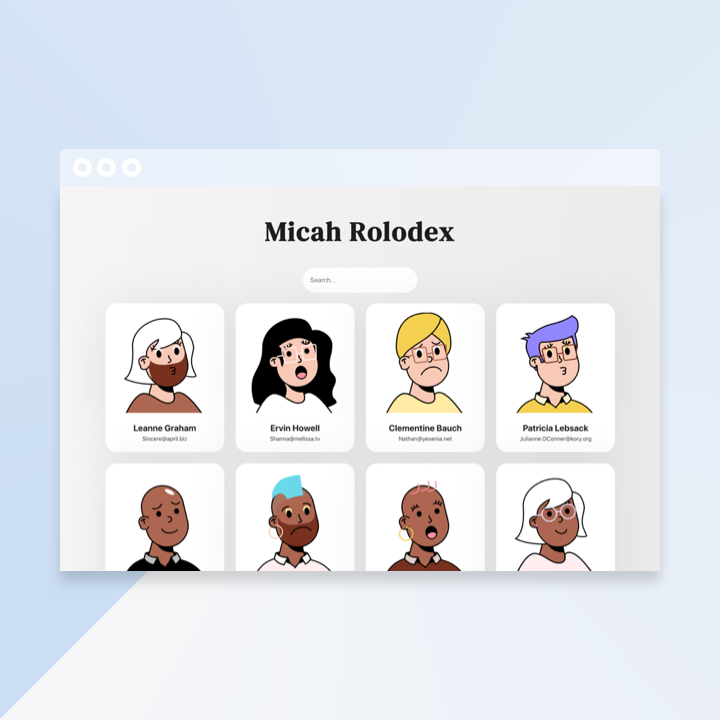 Micah Rolodex
Search...
Leanne Graham
Sincere@april.biz
Ervin Howell
Shanna@melissa.tv
Clementine Bauch
Nathan@yesenia.net
Patricia Lebsack
Julianne.OConner@kory.org